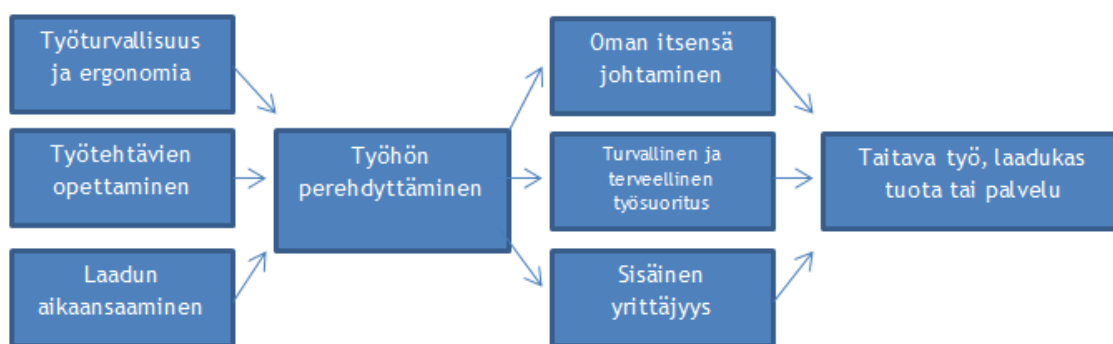 Työturvallisuus
ja ergonomia
Työtehtävien
opettaminen
Laadun
aikaansaaminen
Työhön
perehdyttäminen
Oman itsensä
johtaminen
Turvallinen ja
terveellinen
työsuoritus
Sisäinen
yrittäjyys
Taitava työ, laadukas
tuota tai palvelu